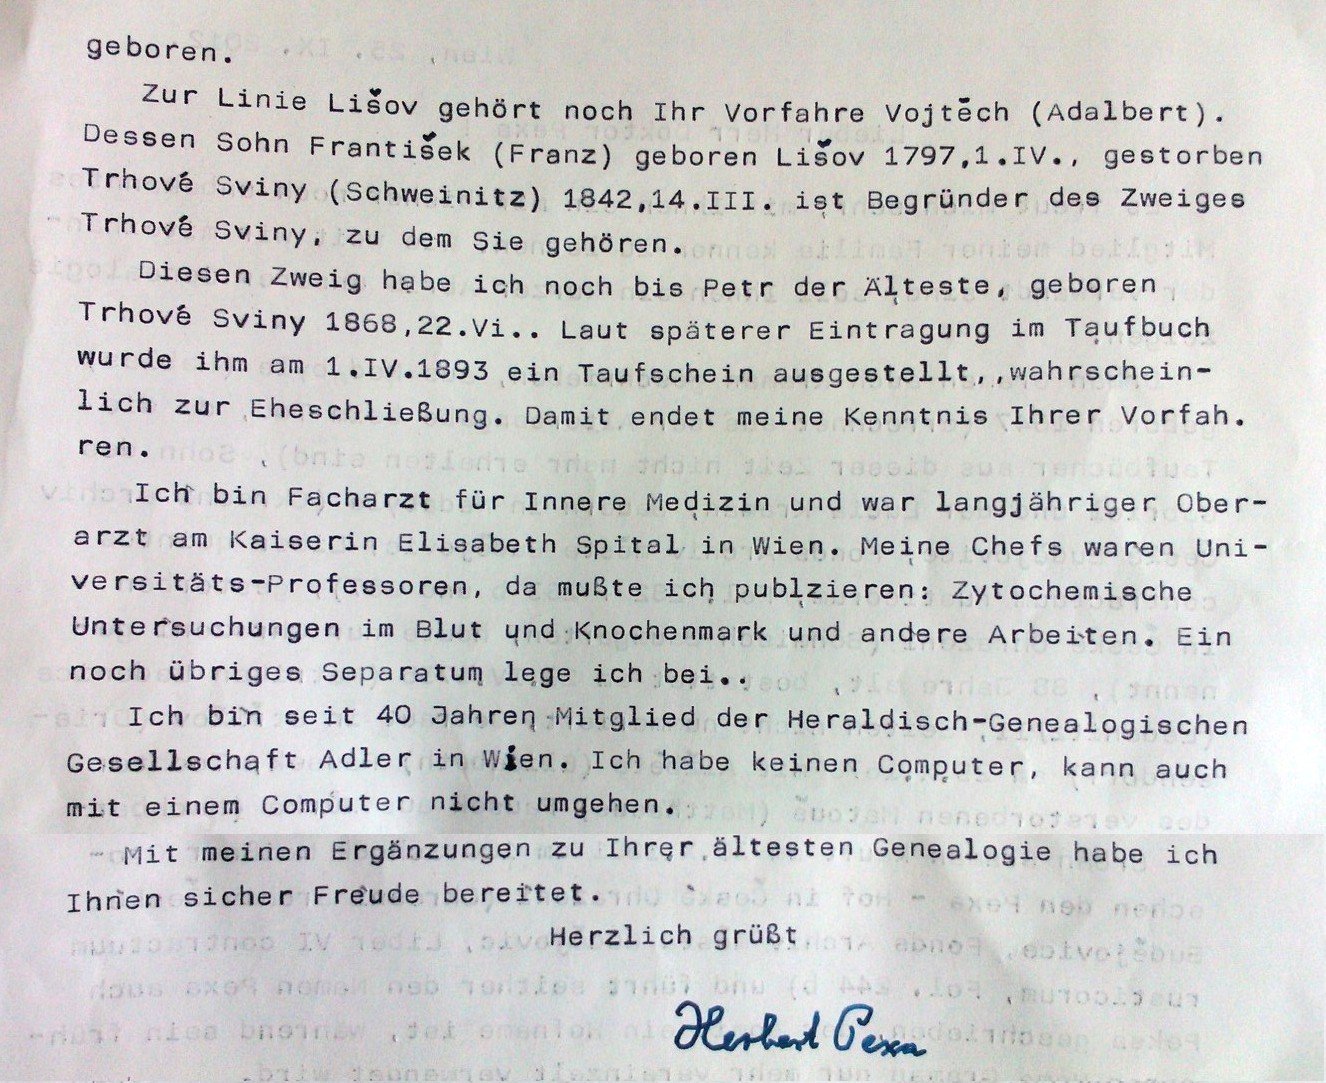 geboren.
Zur Linie Lišov gehört noch Ihr Vorfahre Vojtěch (Adalbert).
Dessen Sohn František (Franz) geboren Lišov 1797,1.IV., gestorben
Trhové Sviny (Schweinitz) 1842,14.III. ist Begründer des Zweiges
Trhové Sviny, zu dem Sie gehören.
Diesen Zweig habe ich noch bis Petr der Älteste, geboren
Trhové Sviny 1868,22.Vi.. Laut späterer Eintragung im Taufbuch
wurde ihm am 1.IV.1893 ein Taufschein ausgestellt,,wahrschein-
lich zur Eheschließung. Damit endet meine Kenntnis Ihrer Vorfah.
ren.
Ich bin Facharzt für Innere Medizin und war langjähriger Ober-
arzt am Kaiserin Elisabeth Spital in Wien. Meine Chefs waren Uni-
versitäts-Professoren, da mußte ich publzieren: Zytochemische
Untersuchungen im Blut und Knochenmark und andere Arbeiten. Ein
noch übriges Separatum lege ich bei..
Ich bin seit 40 Jahren Mitglied der Heraldisch-Genealogischen
Gesellschaft Adler in Wien. Ich habe keinen Computer, kann auch
mit einem Computer nicht umgehen.
Mit meinen Ergänzungen zu Ihrer ältesten Genealogie habe ich
Ihnen sicher Freude bereitet.
Herzlich grüßt
Herbert Pexa